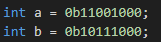 int a = 0b11001000;
int b = 0b10111000;